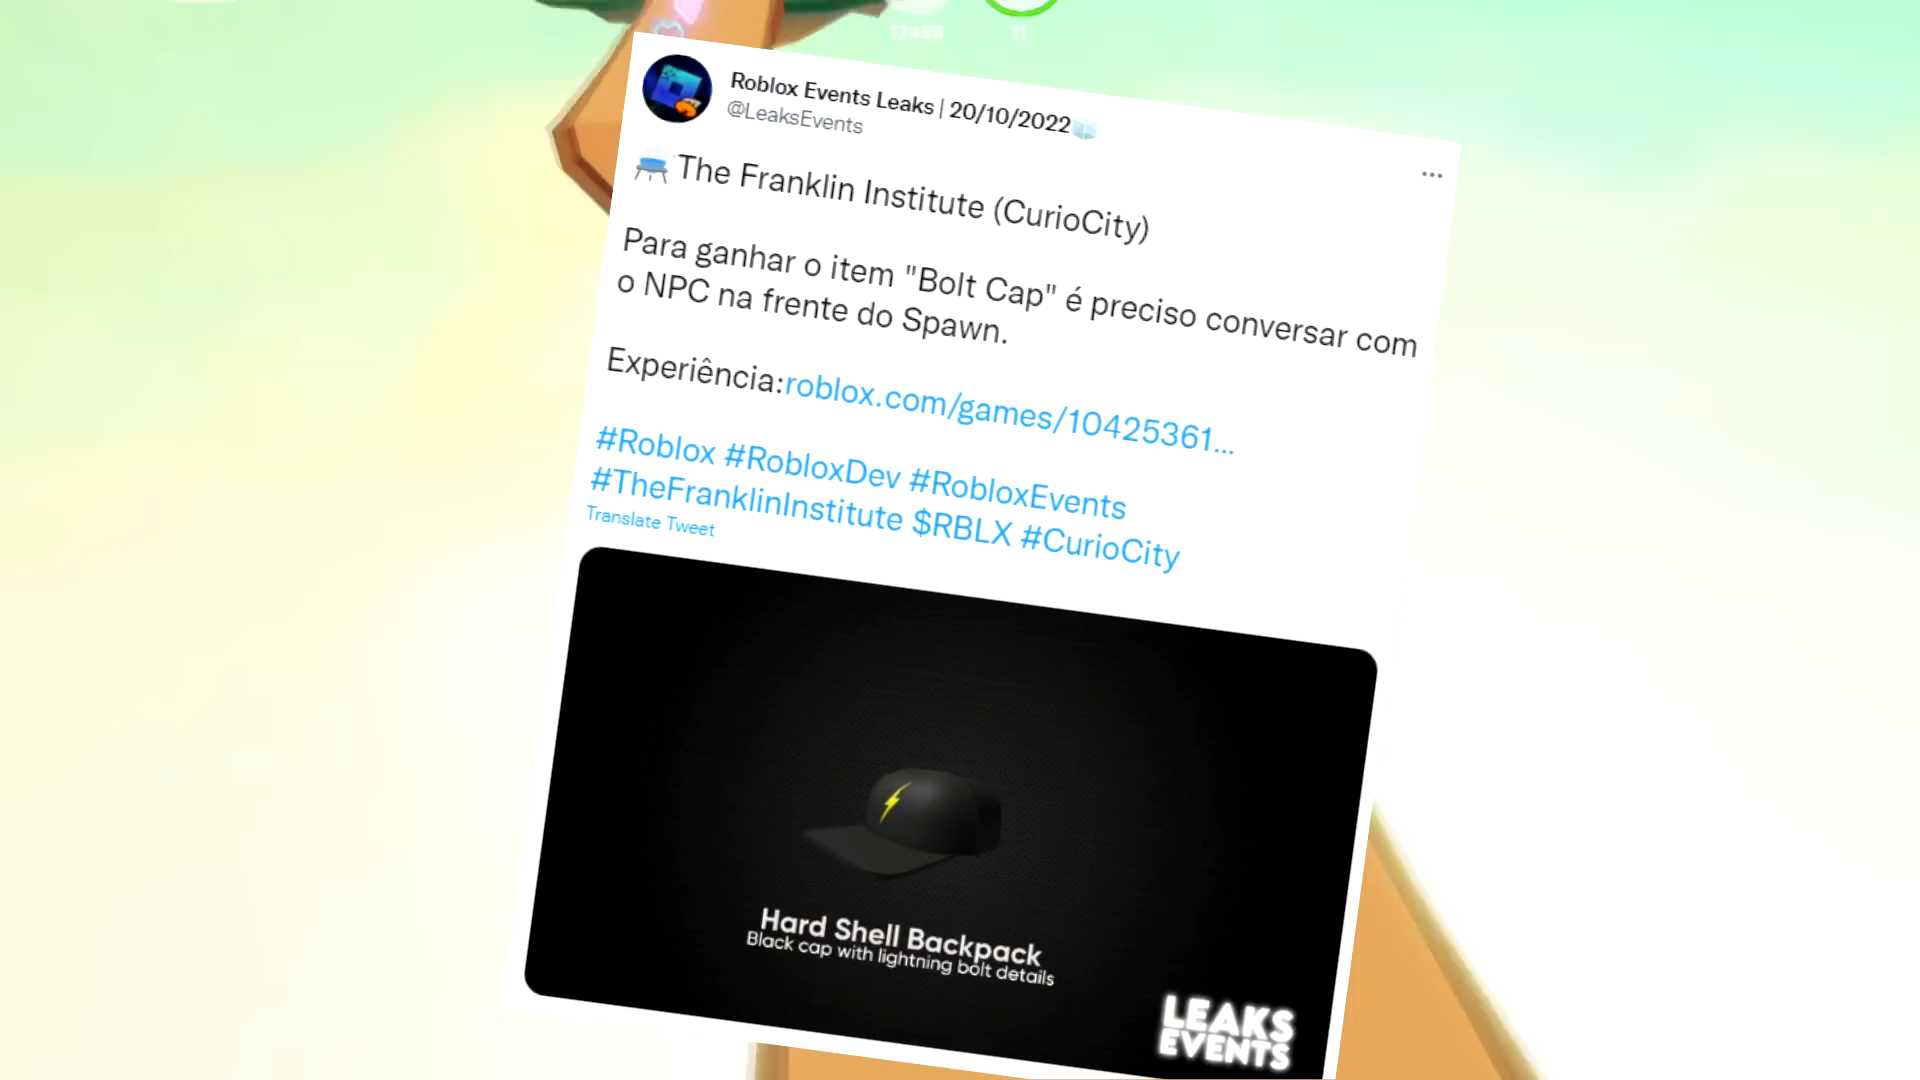 17459
11
Roblox Events Leaks | 20/10/2022
@LeaksEvents
The Franklin Institute (CurioCity)
Para ganhar o item "Bolt Cap" é preciso conversar com
o NPC na frente do Spawn.
Experiência:roblox.com/games/10425361...
#Roblox #RobloxDev #RobloxEvents
#TheFranklinInstitute $RBLX #CurioCity
Translate Tweet
Hard Shell Backpack
Black cap with lightning bolt details
LEAKS
EVENTS